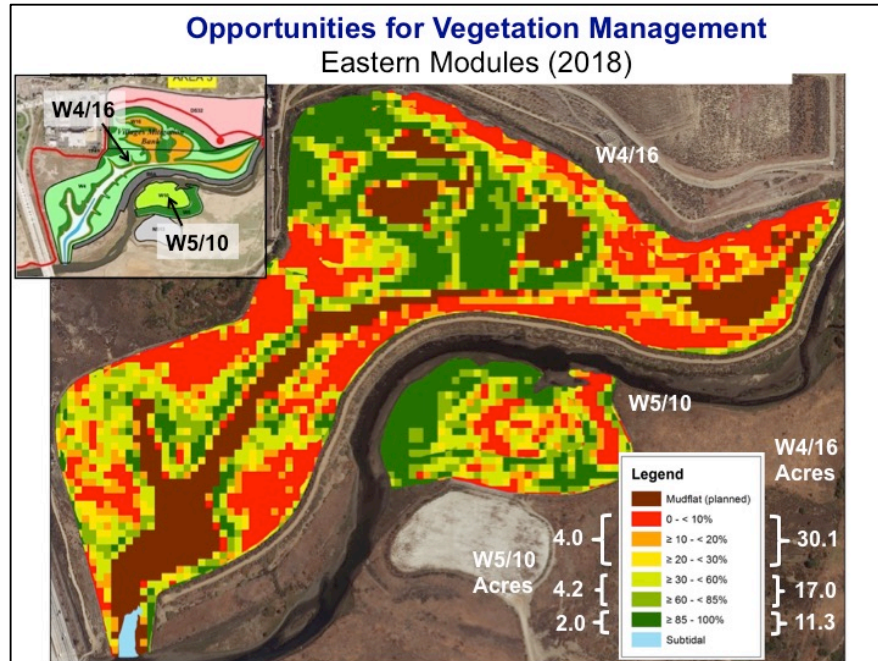 Opportunities for Vegetation Management
Eastern Modules (2018)
AREA 3
W4/16
Bank
W5/10
W4/16
W5/10
W4/16
Acres
Legend
Mudflat (planned)
0 - < 10%
≥ 10 - < 20%
≥ 20 - < 30%
≥ 30 - < 60%
≥ 60 - < 85%
≥ 85 - 100%
Subtidal
W5/10
Acres
4.0
4.2
2.0
30.1
17.0
11.3